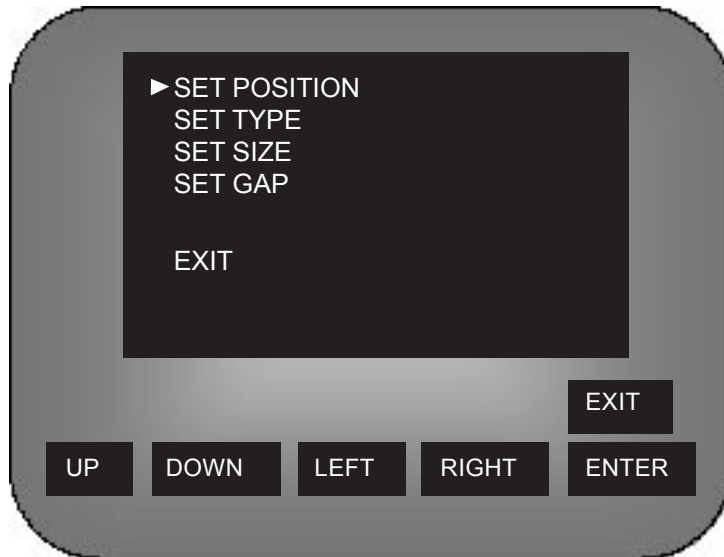 SET POSITION
SET TYPE
SET SIZE
SET GAP
EXIT
EXIT
UP DOWN LEFT RIGHT ENTER